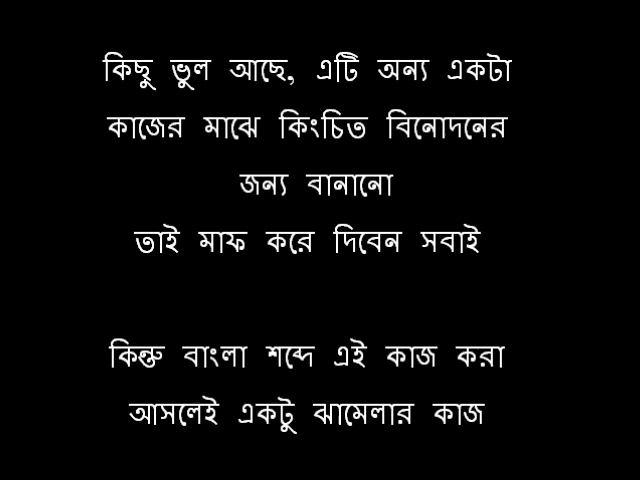 কিছু ভুল আছে, এটি অন্য একটা
কাজের মাঝে কিংচিত বিনোদনের
জন্য বানানো
তাই মাফ করে দিবেন সবাই
কিন্তু বাংলা শব্দে এই কাজ করা
আসলেই একটু ঝামেলার কাজ